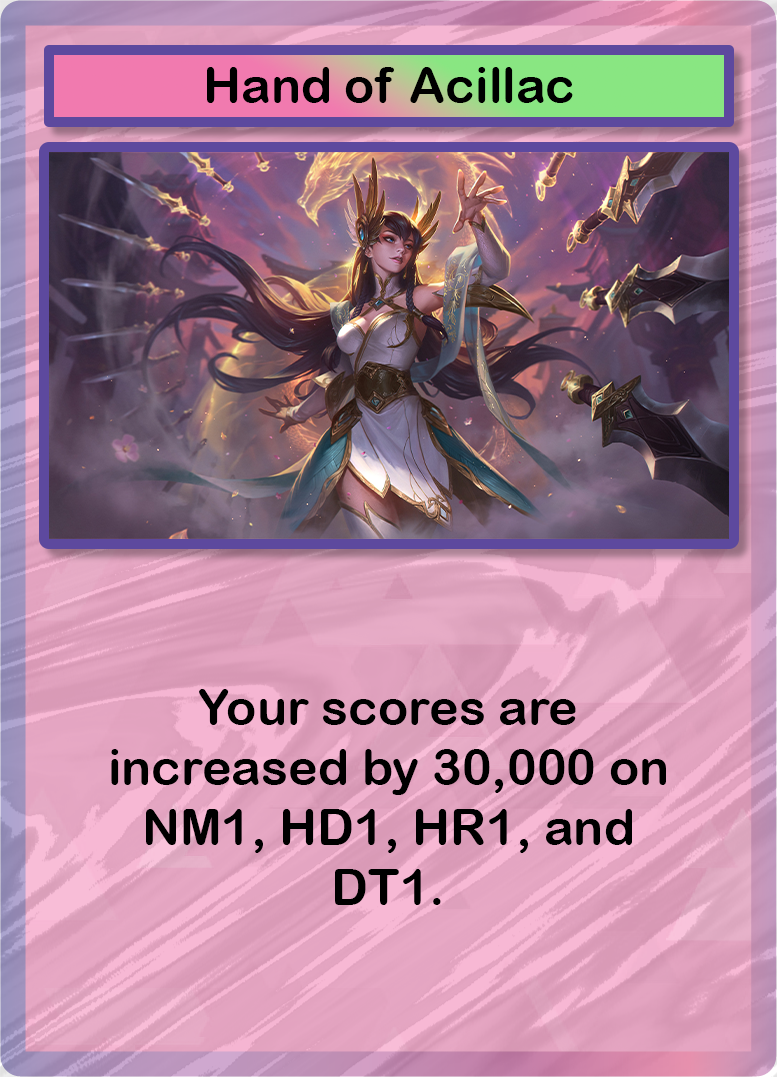 Hand of Acillac
Your scores are
increased by 30,000 on
NM1, HD1, HR1, and
DT1.